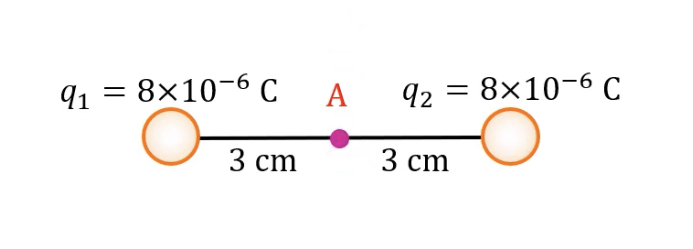 q₁ = 8×10⁻⁶ C
A
q₂ = 8×10⁻⁶ C
3 cm
3 cm